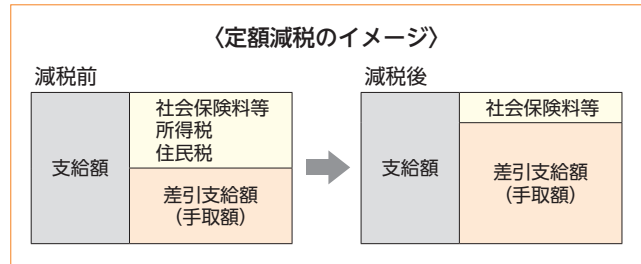 〈定額減税のイメージ〉
減税前
支給額
社会保険料等
所得税
住民税
差引支給額
(手取額)
減税後
支給額
社会保険料等
差引支給額
(手取額)